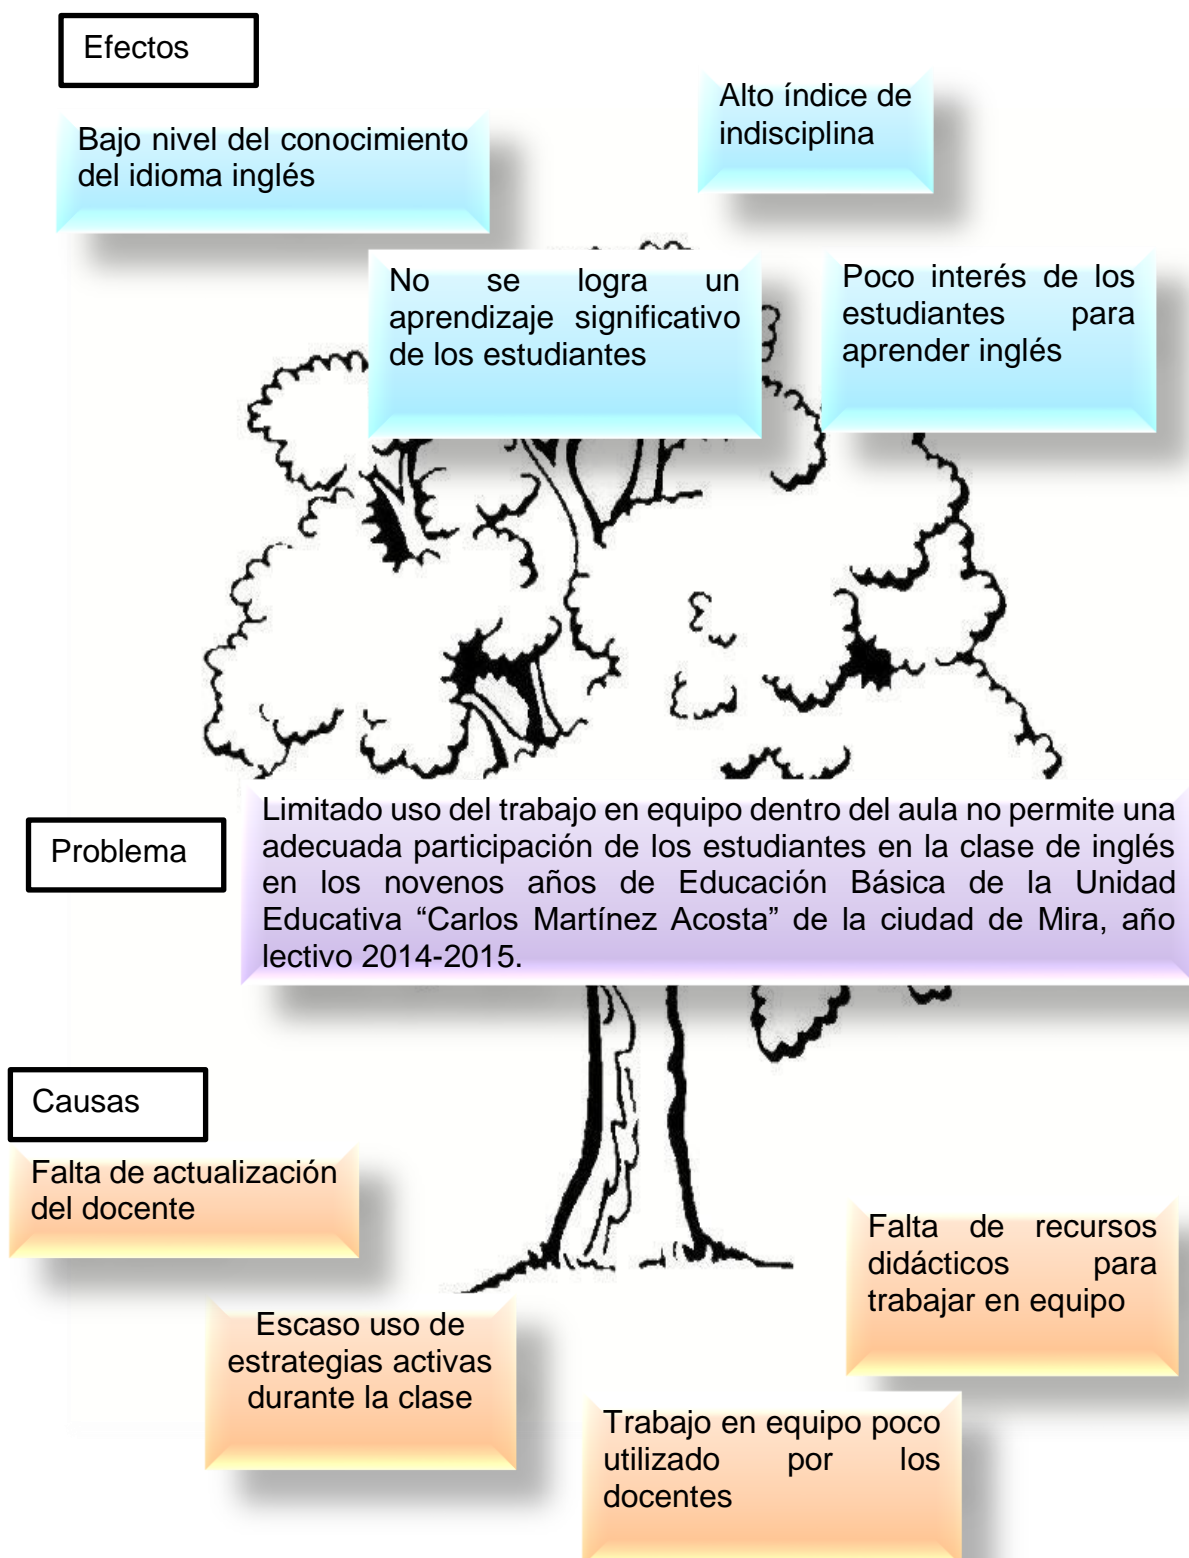 Efectos
Alto índice de
indisciplina
Bajo nivel del conocimiento
del idioma inglés
No se logra un
aprendizaje significativo
de los estudiantes
Poco interés de los
estudiantes para
aprender inglés
Problema
Limitado uso del trabajo en equipo dentro del aula no permite una
adecuada participación de los estudiantes en la clase de inglés
en los novenos años de Educación Básica de la Unidad
Educativa “Carlos Martínez Acosta” de la ciudad de Mira, año
lectivo 2014-2015.
Causas
Falta de actualización
del docente
Falta de recursos
didácticos para
trabajar en equipo
Escaso uso de
estrategias activas
durante la clase
Trabajo en equipo poco
utilizado por los
docentes